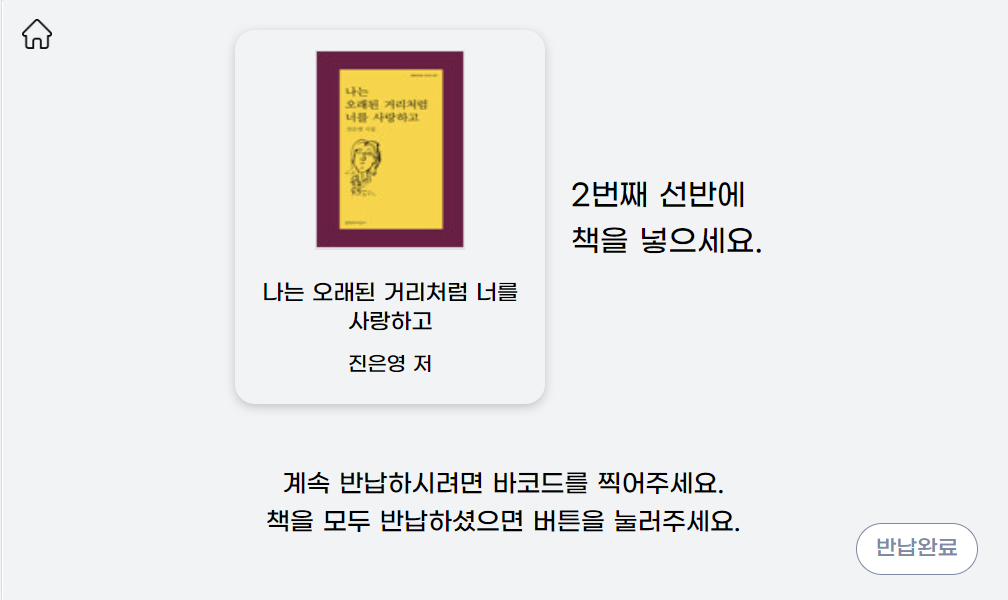 나는
오래된 거리처럼
너를 사랑하고
나는 오래된 거리처럼 너를
사랑하고
진은영 저
2번째 선반에
책을 넣으세요.
계속 반납하시려면 바코드를 찍어주세요.
책을 모두 반납하셨으면 버튼을 눌러주세요.
반납완료